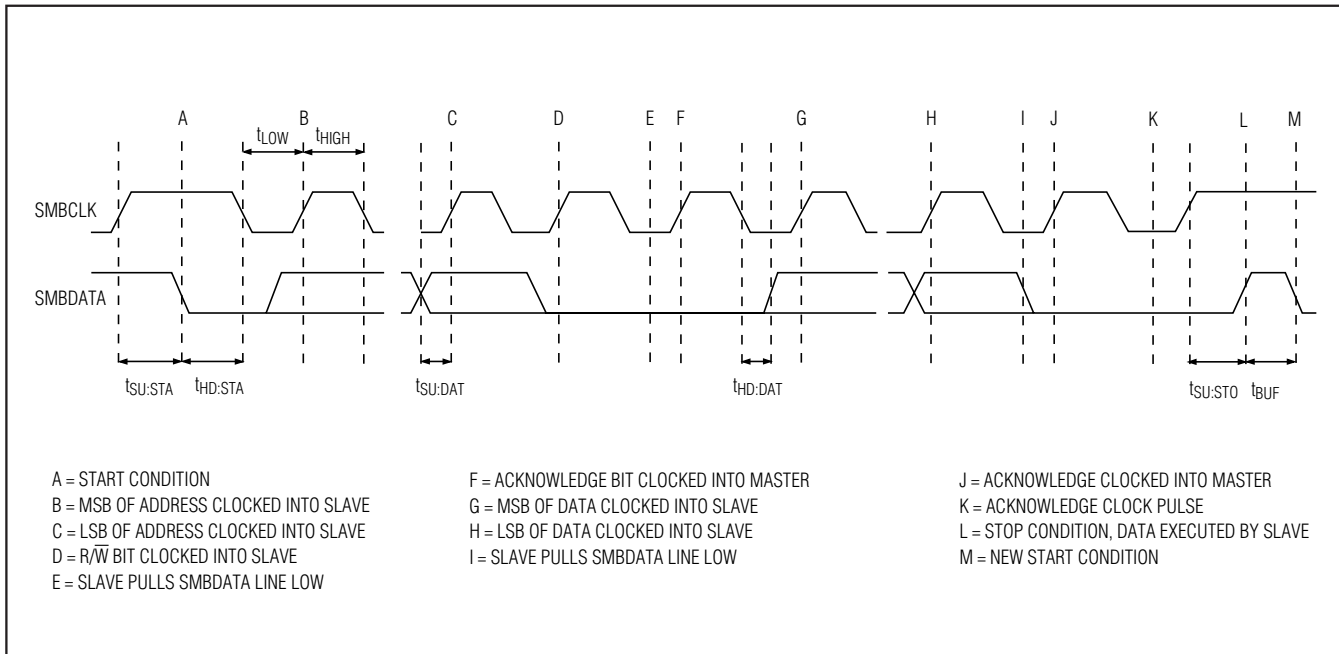 A B C D E F G H I J K L M
tLOW tHIGH
SMBCLK
SMBDATA
tSU:STA tHD:STA tSU:DAT tHD:DAT tSU:STO tBUF
A = START CONDITION
B = MSB OF ADDRESS CLOCKED INTO SLAVE
C = LSB OF ADDRESS CLOCKED INTO SLAVE
D = R/W̅ BIT CLOCKED INTO SLAVE
E = SLAVE PULLS SMBDATA LINE LOW
F = ACKNOWLEDGE BIT CLOCKED INTO MASTER
G = MSB OF DATA CLOCKED INTO SLAVE
H = LSB OF DATA CLOCKED INTO SLAVE
I = SLAVE PULLS SMBDATA LINE LOW
J = ACKNOWLEDGE CLOCKED INTO MASTER
K = ACKNOWLEDGE CLOCK PULSE
L = STOP CONDITION, DATA EXECUTED BY SLAVE
M = NEW START CONDITION